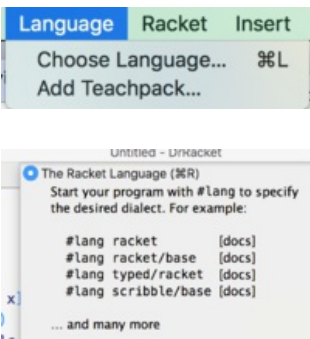 Language Racket Insert
Choose Language... ⌘L
Add Teachpack...
Untitled - DrRacket
The Racket Language (⌘R)
Start your program with #lang to specify
the desired dialect. For example:
#lang racket [docs]
#lang racket/base [docs]
#lang typed/racket [docs]
#lang scribble/base [docs]
x]
)
... and many more